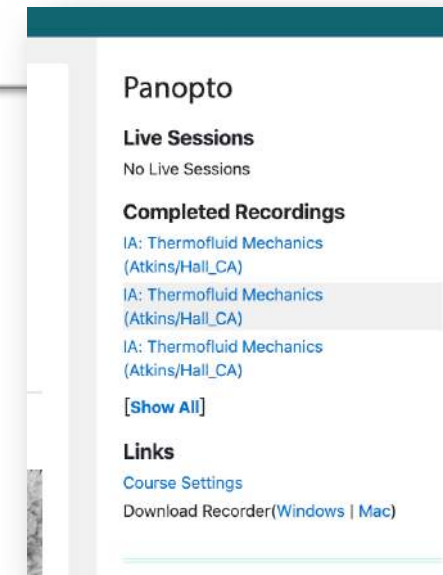 Panopto
Live Sessions
No Live Sessions
Completed Recordings
IA: Thermofluid Mechanics
(Atkins/Hall_CA)
IA: Thermofluid Mechanics
(Atkins/Hall_CA)
IA: Thermofluid Mechanics
(Atkins/Hall_CA)
[Show All]
Links
Course Settings
Download Recorder(Windows | Mac)